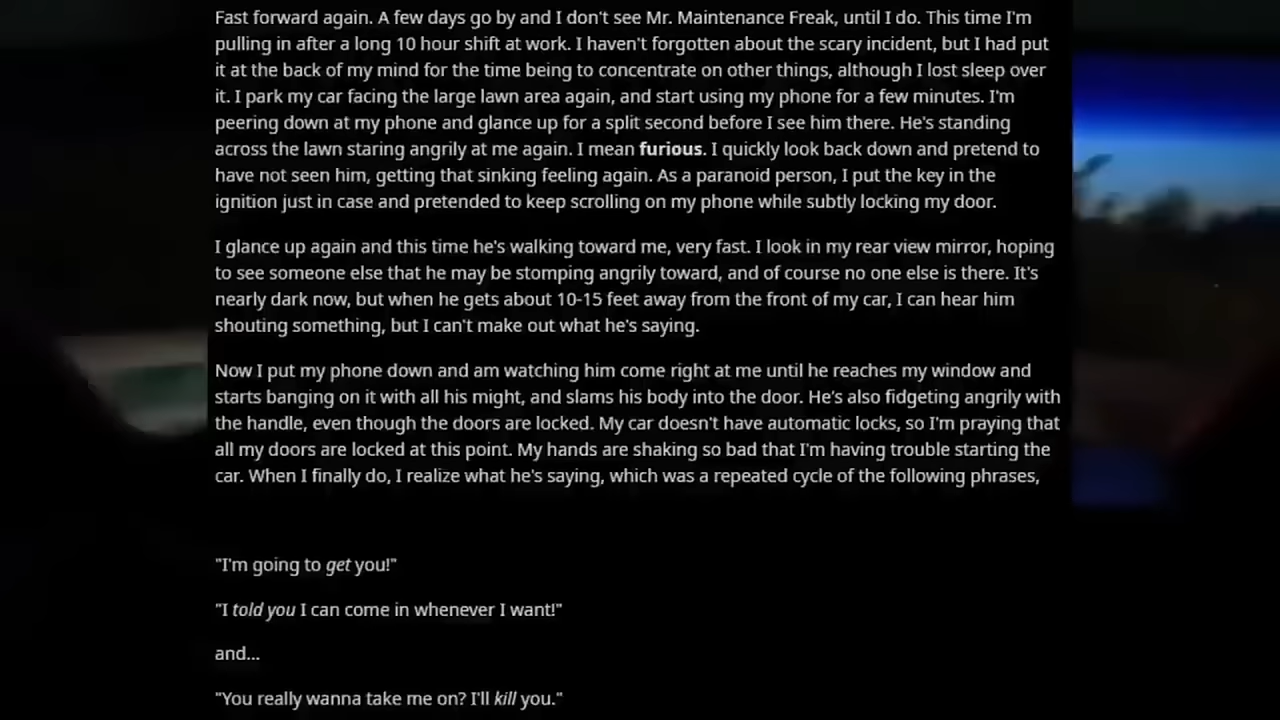 Fast forward again. A few days go by and I don't see Mr. Maintenance Freak, until I do. This time I'm
pulling in after a long 10 hour shift at work. I haven't forgotten about the scary incident, but I had put
it at the back of my mind for the time being to concentrate on other things, although I lost sleep over
it. I park my car facing the large lawn area again, and start using my phone for a few minutes. I'm
peering down at my phone and glance up for a split second before I see him there. He's standing
across the lawn staring angrily at me again. I mean furious. I quickly look back down and pretend to
have not seen him, getting that sinking feeling again. As a paranoid person, I put the key in the
ignition just in case and pretended to keep scrolling on my phone while subtly locking my door.
I glance up again and this time he's walking toward me, very fast. I look in my rear view mirror, hoping
to see someone else that he may be stomping angrily toward, and of course no one else is there. It's
nearly dark now, but when he gets about 10-15 feet away from the front of my car, I can hear him
shouting something, but I can't make out what he's saying.
Now I put my phone down and am watching him come right at me until he reaches my window and
starts banging on it with all his might, and slams his body into the door. He's also fidgeting angrily with
the handle, even though the doors are locked. My car doesn't have automatic locks, so I'm praying that
all my doors are locked at this point. My hands are shaking so bad that I'm having trouble starting the
car. When I finally do, I realize what he's saying, which was a repeated cycle of the following phrases,
"I'm going to get you!"
"I told you I can come in whenever I want!"
and...
"You really wanna take me on? I'll kill you."